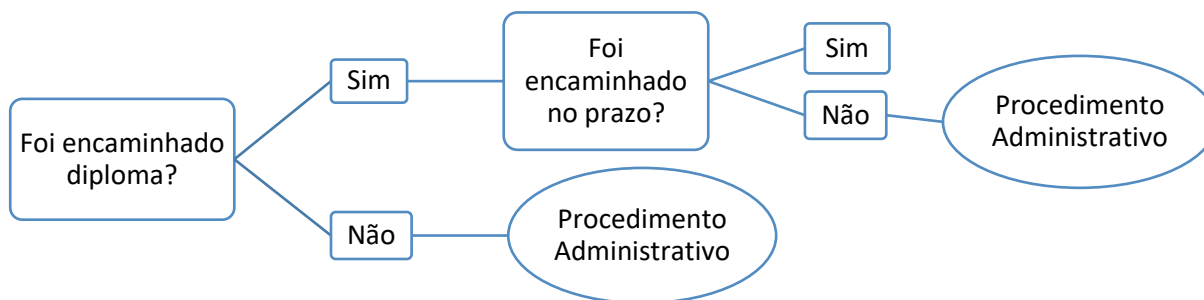 Foi encaminhado
diploma?
Sim
Foi
encaminhado
no prazo?
Sim
Não
Procedimento
Administrativo
Não
Procedimento
Administrativo